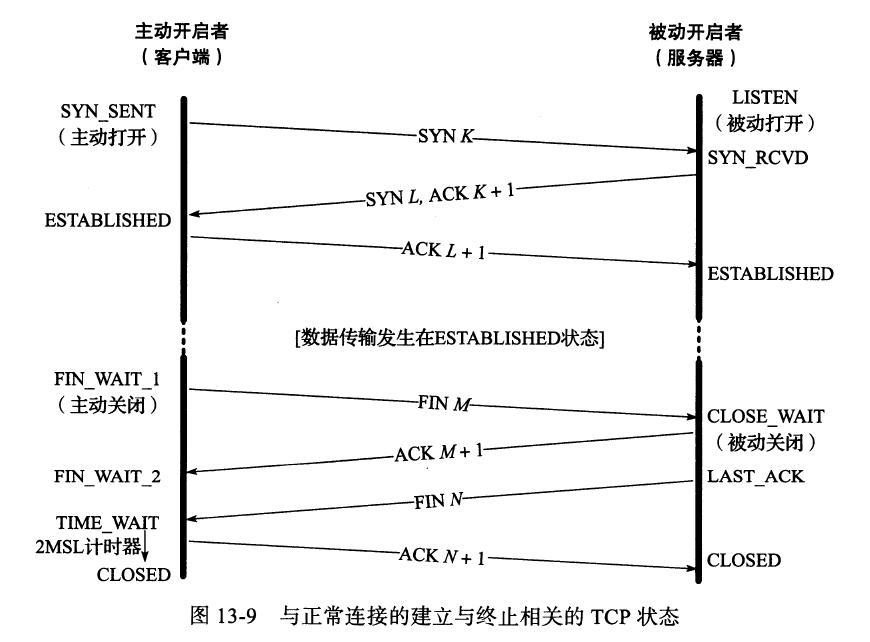 主动开启者
（客户端）
被动开启者
（服务器）
SYN_SENT
（主动打开）
LISTEN
（被动打开）
SYN K
SYN_RCVD
SYN L, ACK K + 1
ESTABLISHED
ACK L + 1
ESTABLISHED
[数据传输发生在ESTABLISHED状态]
FIN_WAIT_1
（主动关闭）
FIN M
CLOSE_WAIT
（被动关闭）
ACK M + 1
FIN_WAIT_2
LAST_ACK
FIN N
TIME_WAIT
2MSL计时器
ACK N + 1
CLOSED
CLOSED
图 13-9 与正常连接的建立与终止相关的 TCP 状态